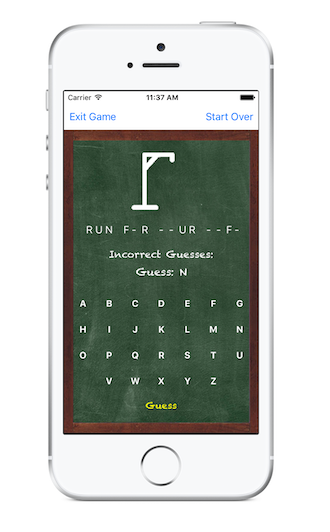 Carrier 11:37 AM
Exit Game Start Over
RUN F-R --UR --F-
Incorrect Guesses:
Guess: N
A B C D E F G
H I J K L M N
O P Q R S T U
V W X Y Z
Guess